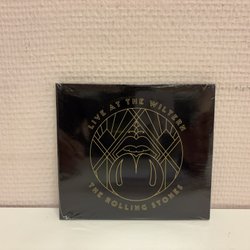 LIVE AT THE WILTERN
THE ROLLING STONES